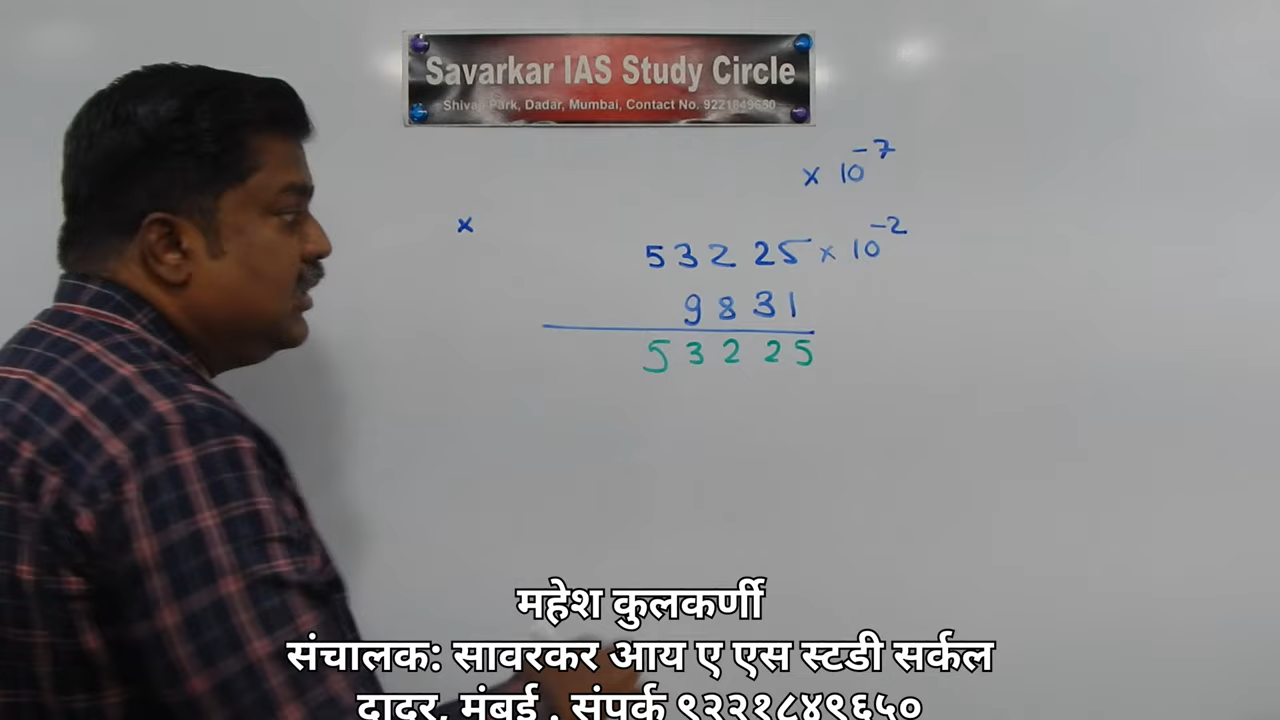 Savarkar IAS Study Circle
Shivaji Park, Dadar, Mumbai, Contact No. 9221849650
× 10⁻⁷
×
53225 × 10⁻²
9831
53225
महेश कुलकर्णी
संचालक: सावरकर आय ए एस स्टडी सर्कल
दादर, मुंबई . संपर्क ९२२१८४९६५०